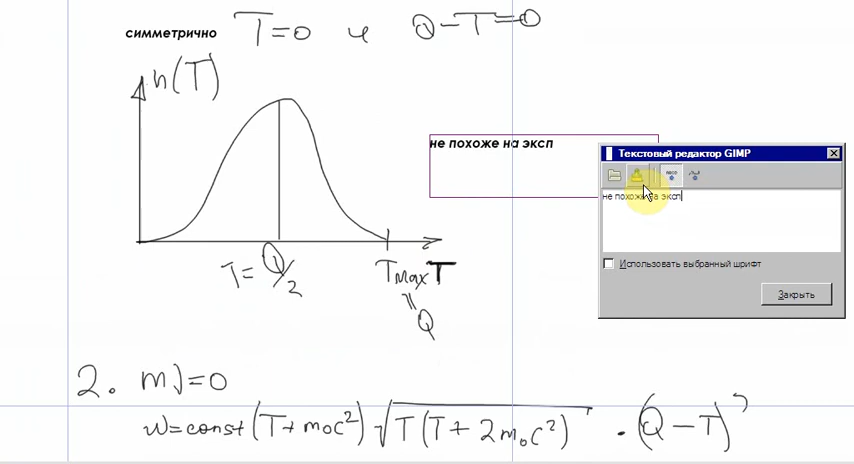 симметрично T=0 и Q-T=0
n(T)
не похоже на эксп
Текстовый редактор GIMP
не похоже на эксп
Использовать выбранный шрифт
Закрыть
T=Q/2
Tmax T
Q
2. mν=0
w=const(T+m₀c²)√T(T+2m₀c²) · (Q-T)²